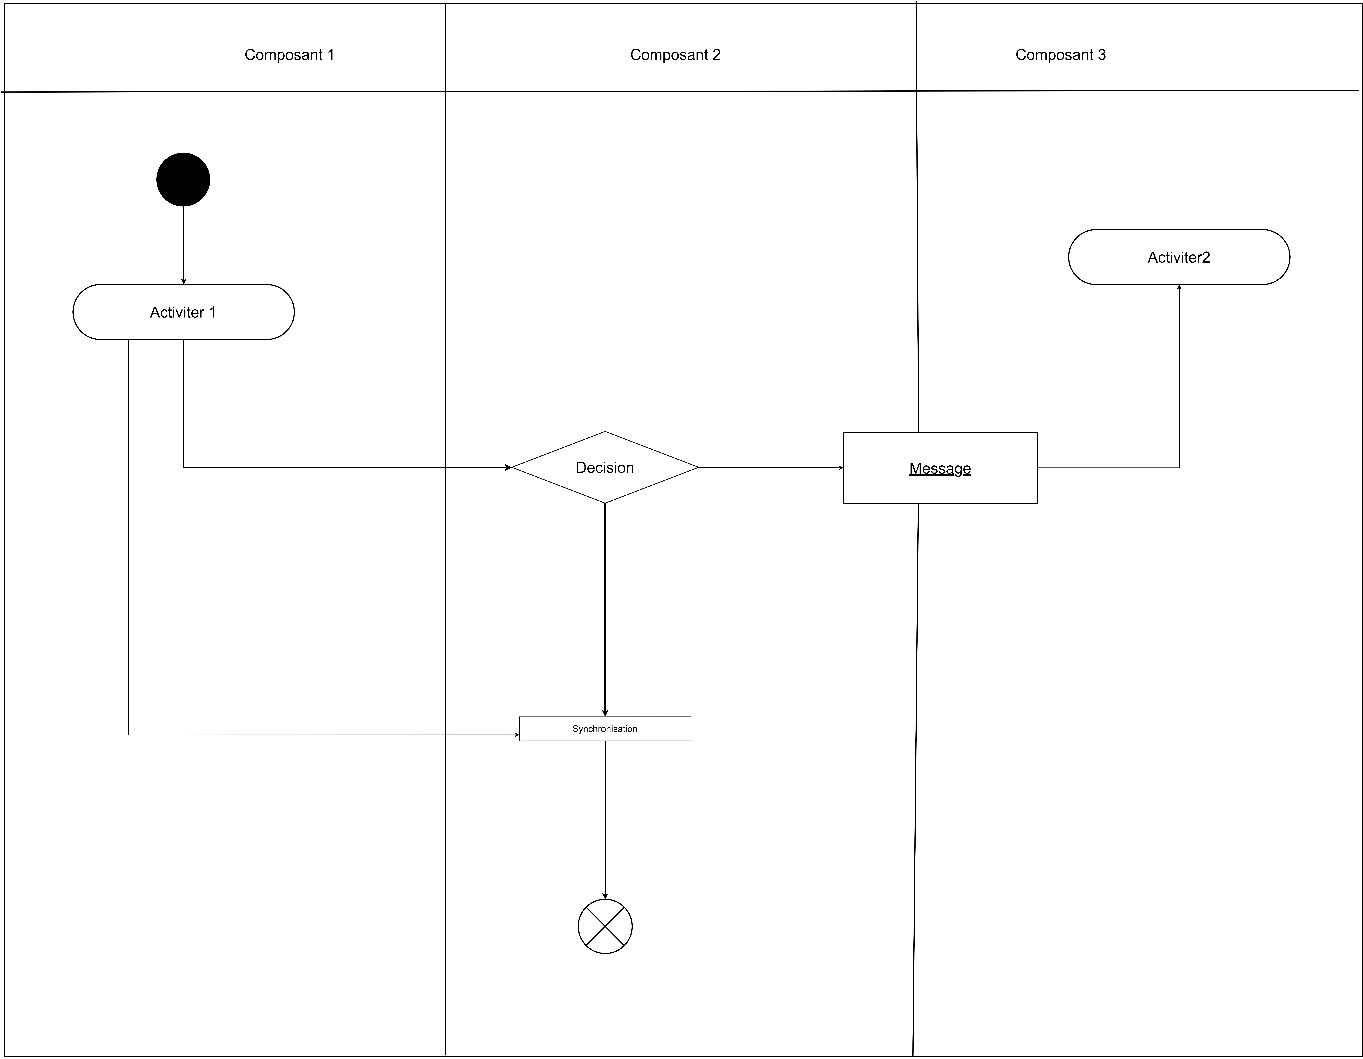 Composant 1
Composant 2
Composant 3
Activiter2
Activiter 1
Decision
Message
Synchronisation